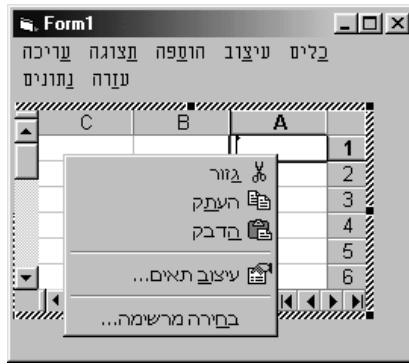 Form1
כלים עיצוב הוספה תצוגה עריכה
עזרה נתונים
A B C
1
2
3
4
5
6
גזור
העתק
הדבק
עיצוב תאים...
בחירה מרשימה...